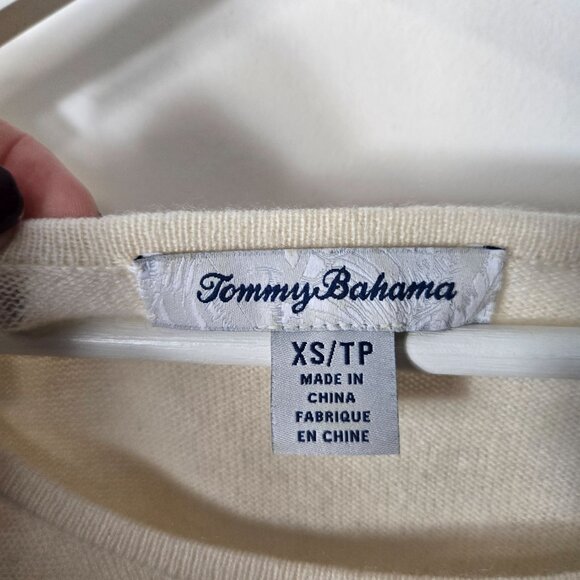 Tommy Bahama
XS/TP
MADE IN
CHINA
FABRIQUE
EN CHINE